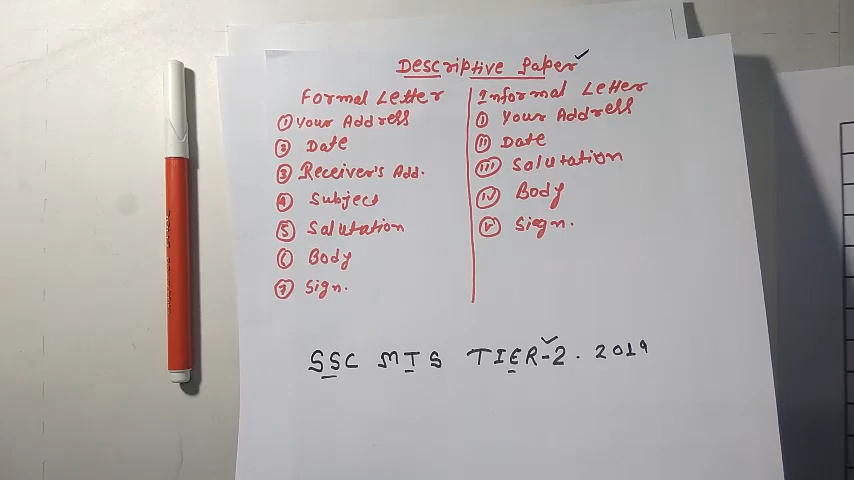 Descriptive Paper
Formal Letter
① Your Address
② Date
③ Receiver's Add.
④ Subject
⑤ Salutation
⑥ Body
⑦ Sign.
Informal Letter
Ⓘ Your Address
ⅠⅠ Date
ⅠⅠⅠ Salutation
ⅠV Body
V Sign.
SSC MTS TIER-2. 2019